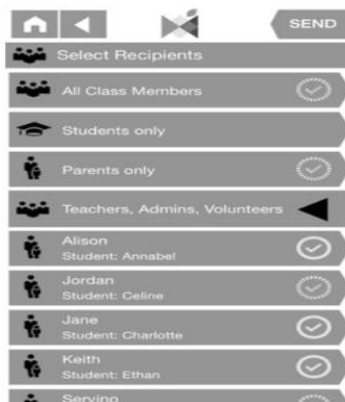 SEND
Select Recipients
All Class Members
Students only
Parents only
Teachers, Admins, Volunteers
Alison
Student: Annabel
Jordan
Student: Celine
Jane
Student: Charlotte
Keith
Student: Ethan
Servino